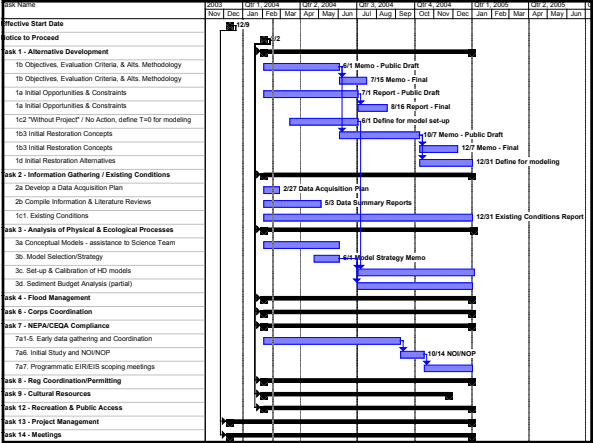 Task Name 2003 Qtr 1, 2004 Qtr 2, 2004 Qtr 3, 2004 Qtr 4, 2004 Qtr 1, 2005 Qtr 2, 2005
Nov Dec Jan Feb Mar Apr May Jun Jul Aug Sep Oct Nov Dec Jan Feb Mar Apr May Jun
Effective Start Date 12/9
Notice to Proceed 2/2
Task 1 - Alternative Development
1b Objectives, Evaluation Criteria, & Alts. Methodology 6/1 Memo - Public Draft
1b Objectives, Evaluation Criteria, & Alts. Methodology 7/15 Memo - Final
1a Initial Opportunities & Constraints 7/1 Report - Public Draft
1a Initial Opportunities & Constraints 8/16 Report - Final
1c2 "Without Project" / No Action, define T=0 for modeling 6/1 Define for model set-up
1b3 Initial Restoration Concepts 10/7 Memo - Public Draft
1b3 Initial Restoration Concepts 12/7 Memo - Final
1d Initial Restoration Alternatives 12/31 Define for modeling
Task 2 - Information Gathering / Existing Conditions
2a Develop a Data Acquisition Plan 2/27 Data Acquisition Plan
2b Compile Information & Literature Reviews 5/3 Data Summary Reports
1c1. Existing Conditions 12/31 Existing Conditions Report
Task 3 - Analysis of Physical & Ecological Processes
3a Conceptual Models - assistance to Science Team
3b. Model Selection/Strategy 6/1 Model Strategy Memo
3c. Set-up & Calibration of HD models
3d. Sediment Budget Analysis (partial)
Task 4 - Flood Management
Task 6 - Corps Coordination
Task 7 - NEPA/CEQA Compliance
7a1-5. Early data gathering and Coordination
7a6. Initial Study and NOI/NOP 10/14 NOI/NOP
7a7. Programmatic EIR/EIS scoping meetings
Task 8 - Reg Coordination/Permitting
Task 9 - Cultural Resources
Task 12 - Recreation & Public Access
Task 13 - Project Management
Task 14 - Meetings